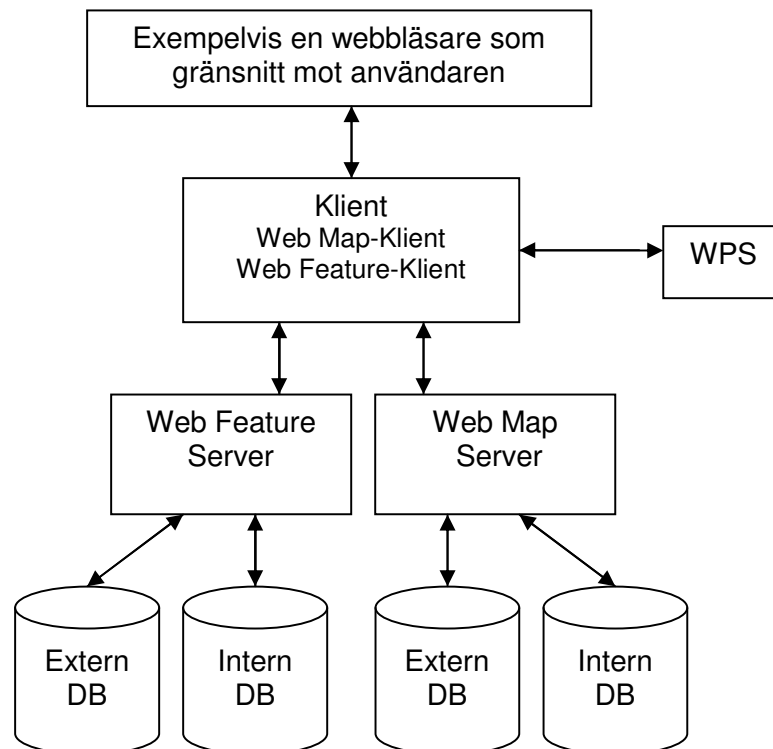 Exempelvis en webbläsare som
gränsnitt mot användaren
Klient
Web Map-Klient
Web Feature-Klient
WPS
Web Feature
Server
Web Map
Server
Extern
DB
Intern
DB
Extern
DB
Intern
DB